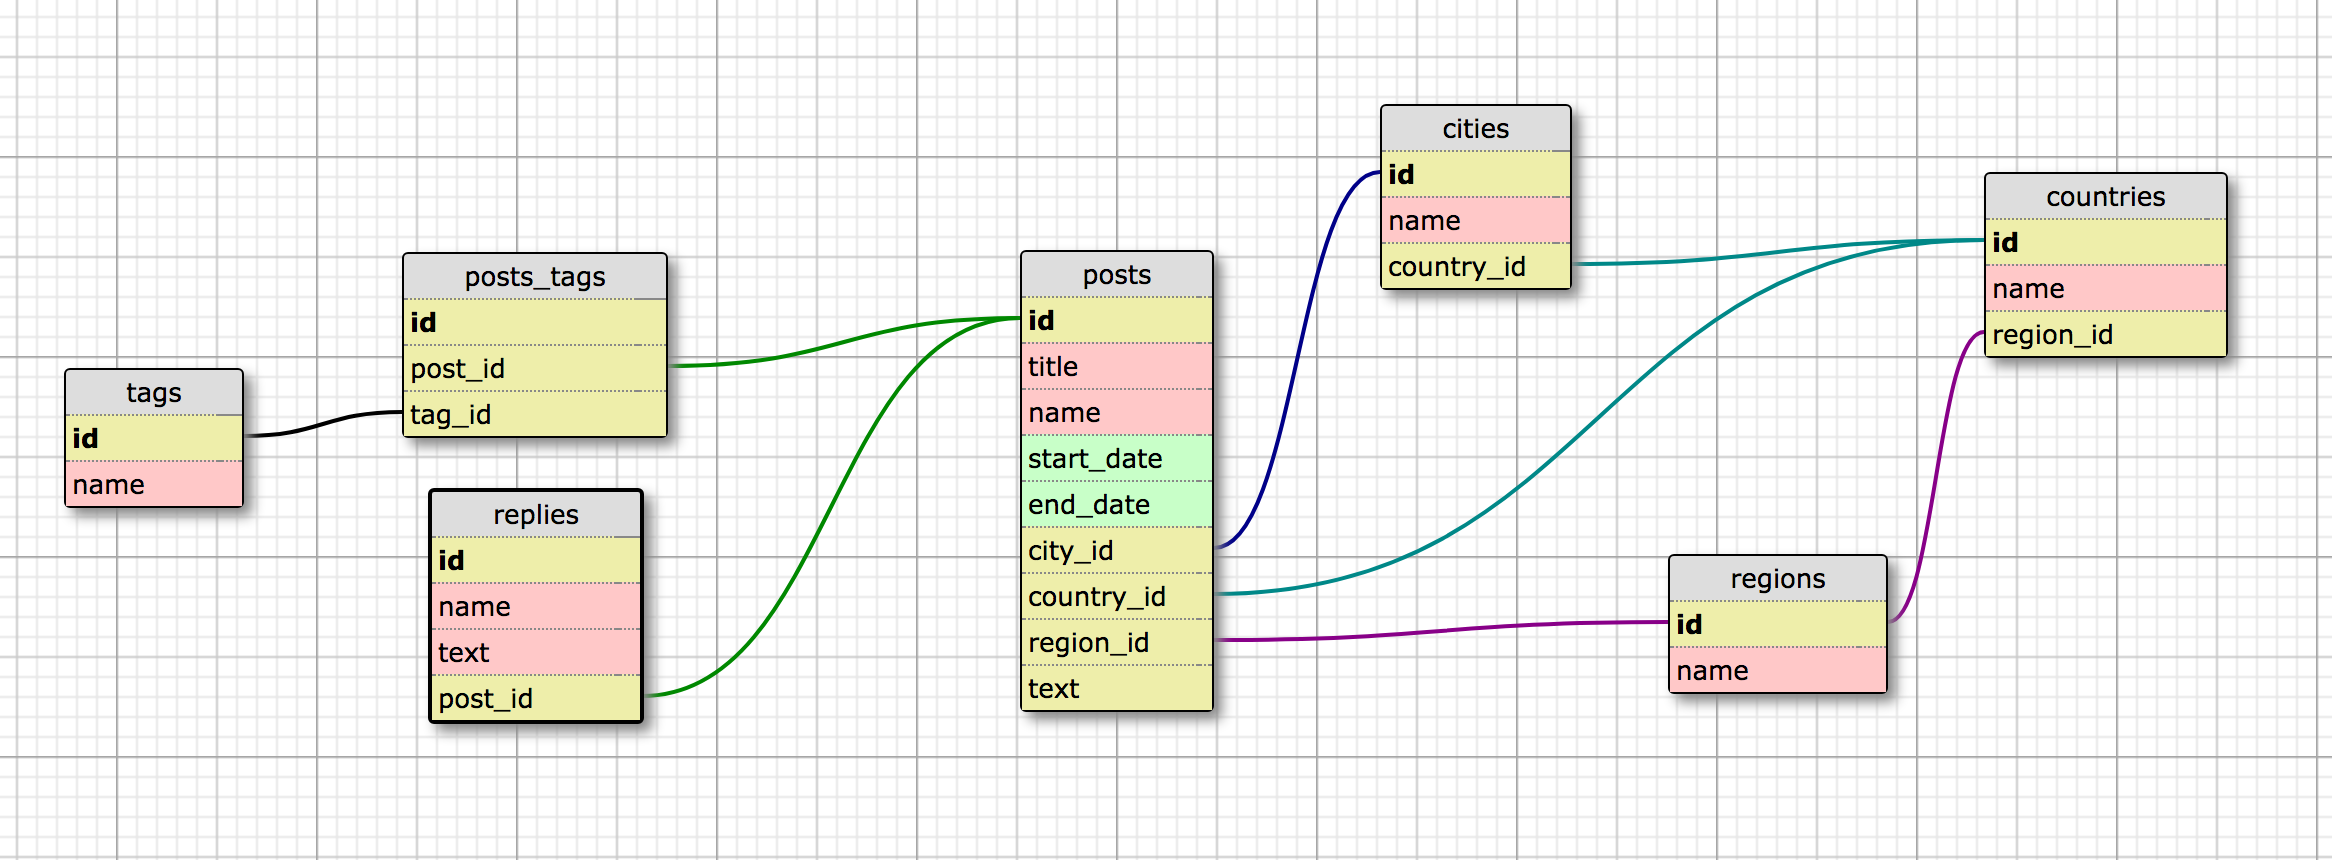 tags
id
name
posts_tags
id
post_id
tag_id
replies
id
name
text
post_id
posts
id
title
name
start_date
end_date
city_id
country_id
region_id
text
cities
id
name
country_id
regions
id
name
countries
id
name
region_id